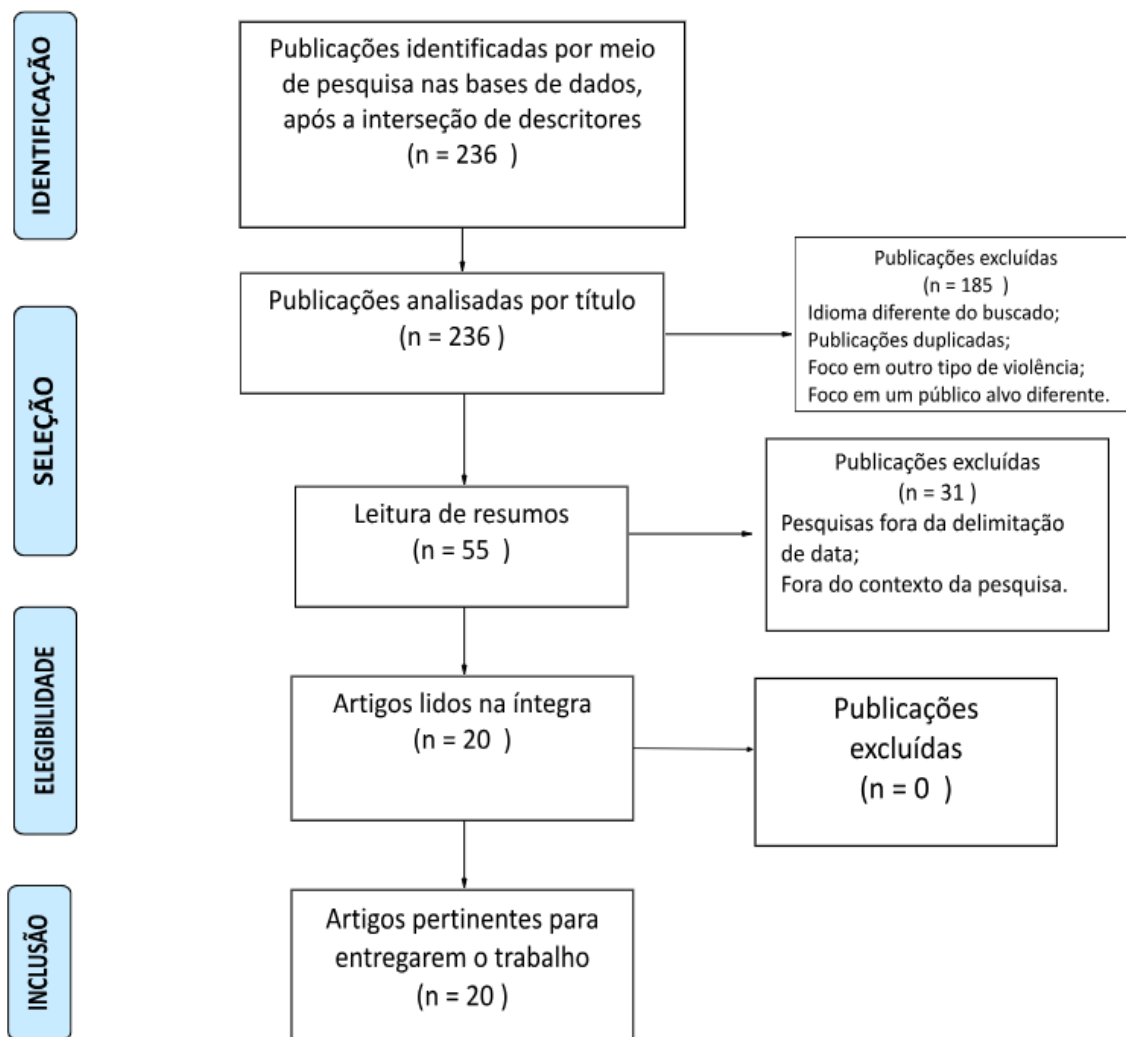 IDENTIFICAÇÃO
Publicações identificadas por meio
de pesquisa nas bases de dados,
após a interseção de descritores
(n = 236 )
SELEÇÃO
Publicações analisadas por título
(n = 236 )
Publicações excluídas
(n = 185 )
Idioma diferente do buscado;
Publicações duplicadas;
Foco em outro tipo de violência;
Foco em um público alvo diferente.
Leitura de resumos
(n = 55 )
Publicações excluídas
(n = 31 )
Pesquisas fora da delimitação
de data;
Fora do contexto da pesquisa.
ELEGIBILIDADE
Artigos lidos na íntegra
(n = 20 )
Publicações
excluídas
(n = 0 )
INCLUSÃO
Artigos pertinentes para
entregarem o trabalho
(n = 20 )